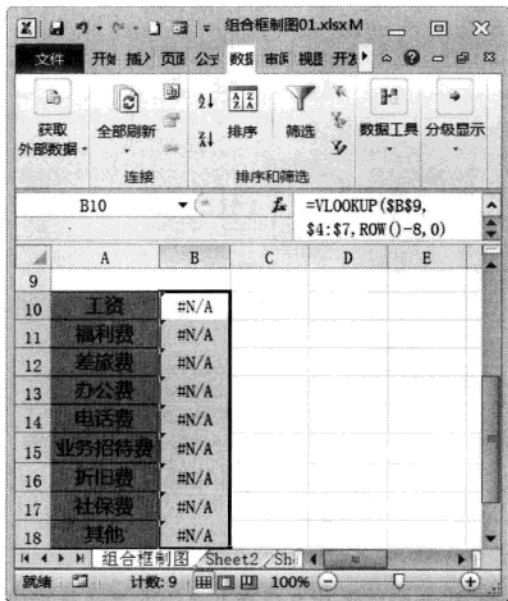 组合框制图01.xlsx M
文件 开始 插入 页面 公式 数据 审阅 视图 开发
获取
外部数据
全部刷新
连接
排序
筛选
排序和筛选
数据工具
分级显示
B10
fx
=VLOOKUP($B$9,
$4:$7,ROW()-8,0)
A B C D E
9
10 工资 #N/A
11 福利费 #N/A
12 差旅费 #N/A
13 办公费 #N/A
14 电话费 #N/A
15 业务招待费 #N/A
16 折旧费 #N/A
17 社保费 #N/A
18 其他 #N/A
组合框制图 Sheet2 Sh
就绪 计数: 9 100%